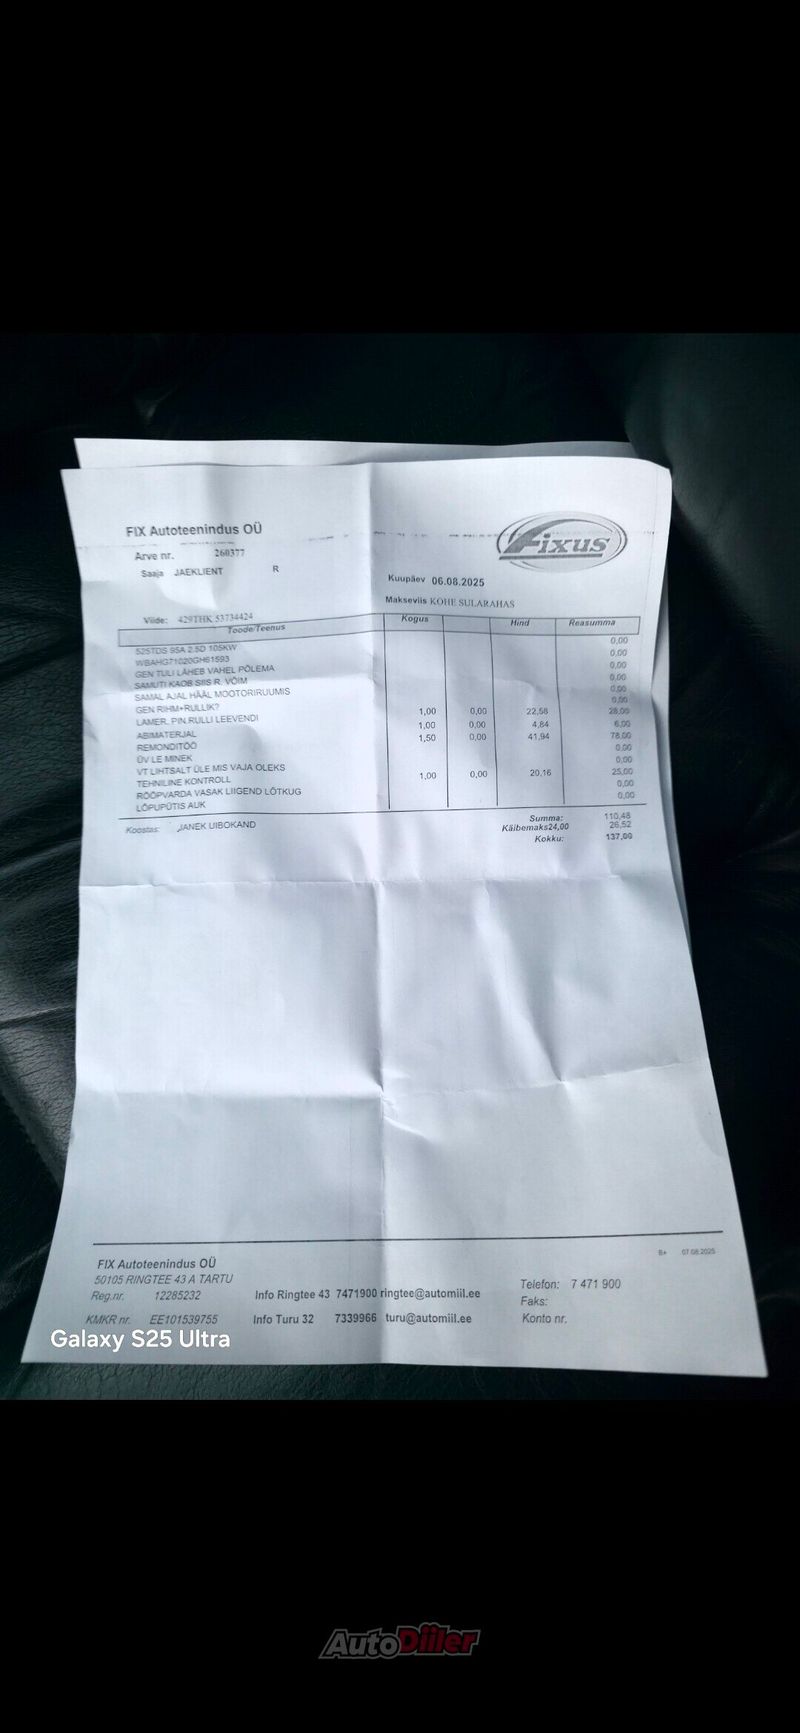 FIX Autoteenindus OÜ
Arve nr. 260377
Saaja JAEKLIENT R
Fixus
Kuupäev 06.08.2025
Makseviis KOHE SULARAHAS
Viide: 429THK 53734424
Toode/Teenus Kogus Hind Reasumma
525TDS 95A 2.5D 105KW 0,00
WBAHG71020GH61593 0,00
GEN TULI LÄHEB VAHEL PÕLEMA 0,00
SAMUTI KAOB SIIS R. VÕIM 0,00
SAMAL AJAL HÄÄL MOOTORIRUUMIS 0,00
GEN RIHM+RULLIK? 0,00
LAMER. PIN.RULLI LEEVENDI 1,00 0,00 22,58 28,00
ABIMATERJAL 1,00 0,00 4,84 6,00
REMONDITÖÖ 1,50 0,00 41,94 78,00
ÜV LE MINEK 0,00
VT LIHTSALT ÜLE MIS VAJA OLEKS 0,00
TEHNILINE KONTROLL 1,00 0,00 20,16 25,00
RÖÖPVARDA VASAK LIIGEND LÕTKUG 0,00
LÕPUPÜTIS AUK 0,00
Koostas: JANEK UIBOKAND
Summa: 110,48
Käibemaks24,00 26,52
Kokku: 137,00
B+ 07.08.2025
FIX Autoteenindus OÜ
50105 RINGTEE 43 A TARTU
Reg.nr. 12285232
KMKR nr. EE101539755
Info Ringtee 43 7471900 ringtee@automiil.ee
Info Turu 32 7339966 turu@automiil.ee
Telefon: 7 471 900
Faks:
Konto nr.
Galaxy S25 Ultra
AutoDiiler